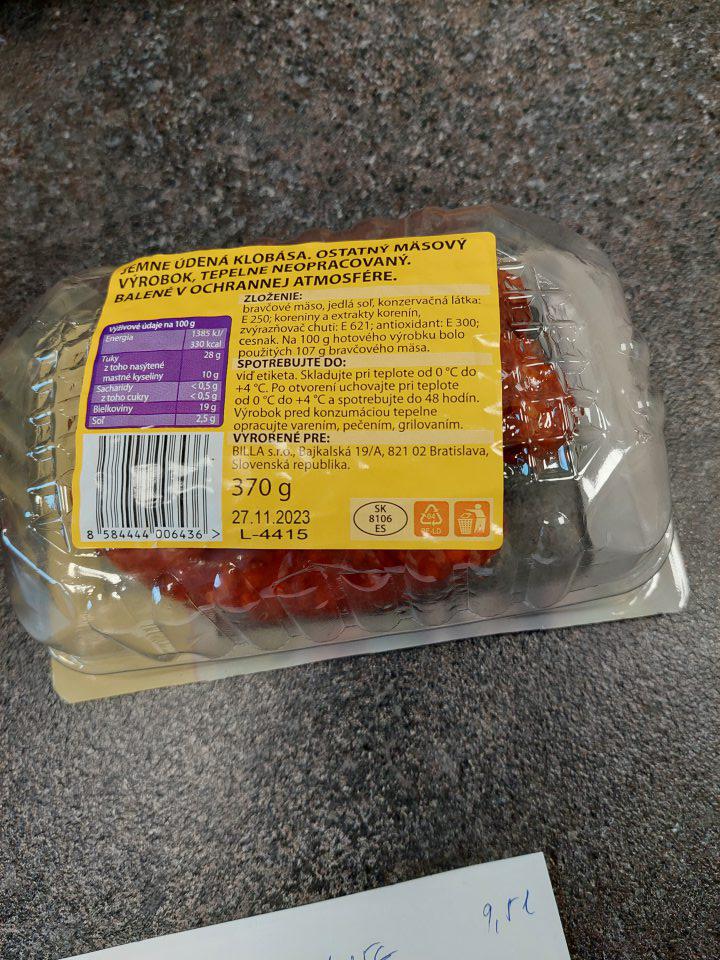 JEMNE ÚDENÁ KLOBÁSA. OSTATNÝ MÄSOVÝ
VÝROBOK, TEPELNE NEOPRACOVANÝ.
BALENÉ V OCHRANNEJ ATMOSFÉRE.
Výživové údaje na 100 g
Energia 1385 kJ/
330 kcal
Tuky 28 g
z toho nasýtené
mastné kyseliny 10 g
Sacharidy <0,5 g
z toho cukry <0,5 g
Bielkoviny 19 g
Soľ 2,5 g
ZLOŽENIE:
bravčové mäso, jedlá soľ, konzervačná látka:
E 250; koreniny a extrakty korenín,
zvýrazňovač chuti: E 621; antioxidant: E 300;
cesnak. Na 100 g hotového výrobku bolo
použitých 107 g bravčového mäsa.
SPOTREBUJTE DO:
viď etiketa. Skladujte pri teplote od 0 °C do
+4 °C. Po otvorení uchovajte pri teplote
od 0 °C do +4 °C a spotrebujte do 48 hodín.
Výrobok pred konzumáciou tepelne
opracujte varením, pečením, grilovaním.
VYROBENÉ PRE:
BILLA s.r.o., Bajkalská 19/A, 821 02 Bratislava,
Slovenská republika.
370 g
27.11.2023
L-4415
SK
8106
ES
04
PE-LD
8 584444 006436 >
9,5l